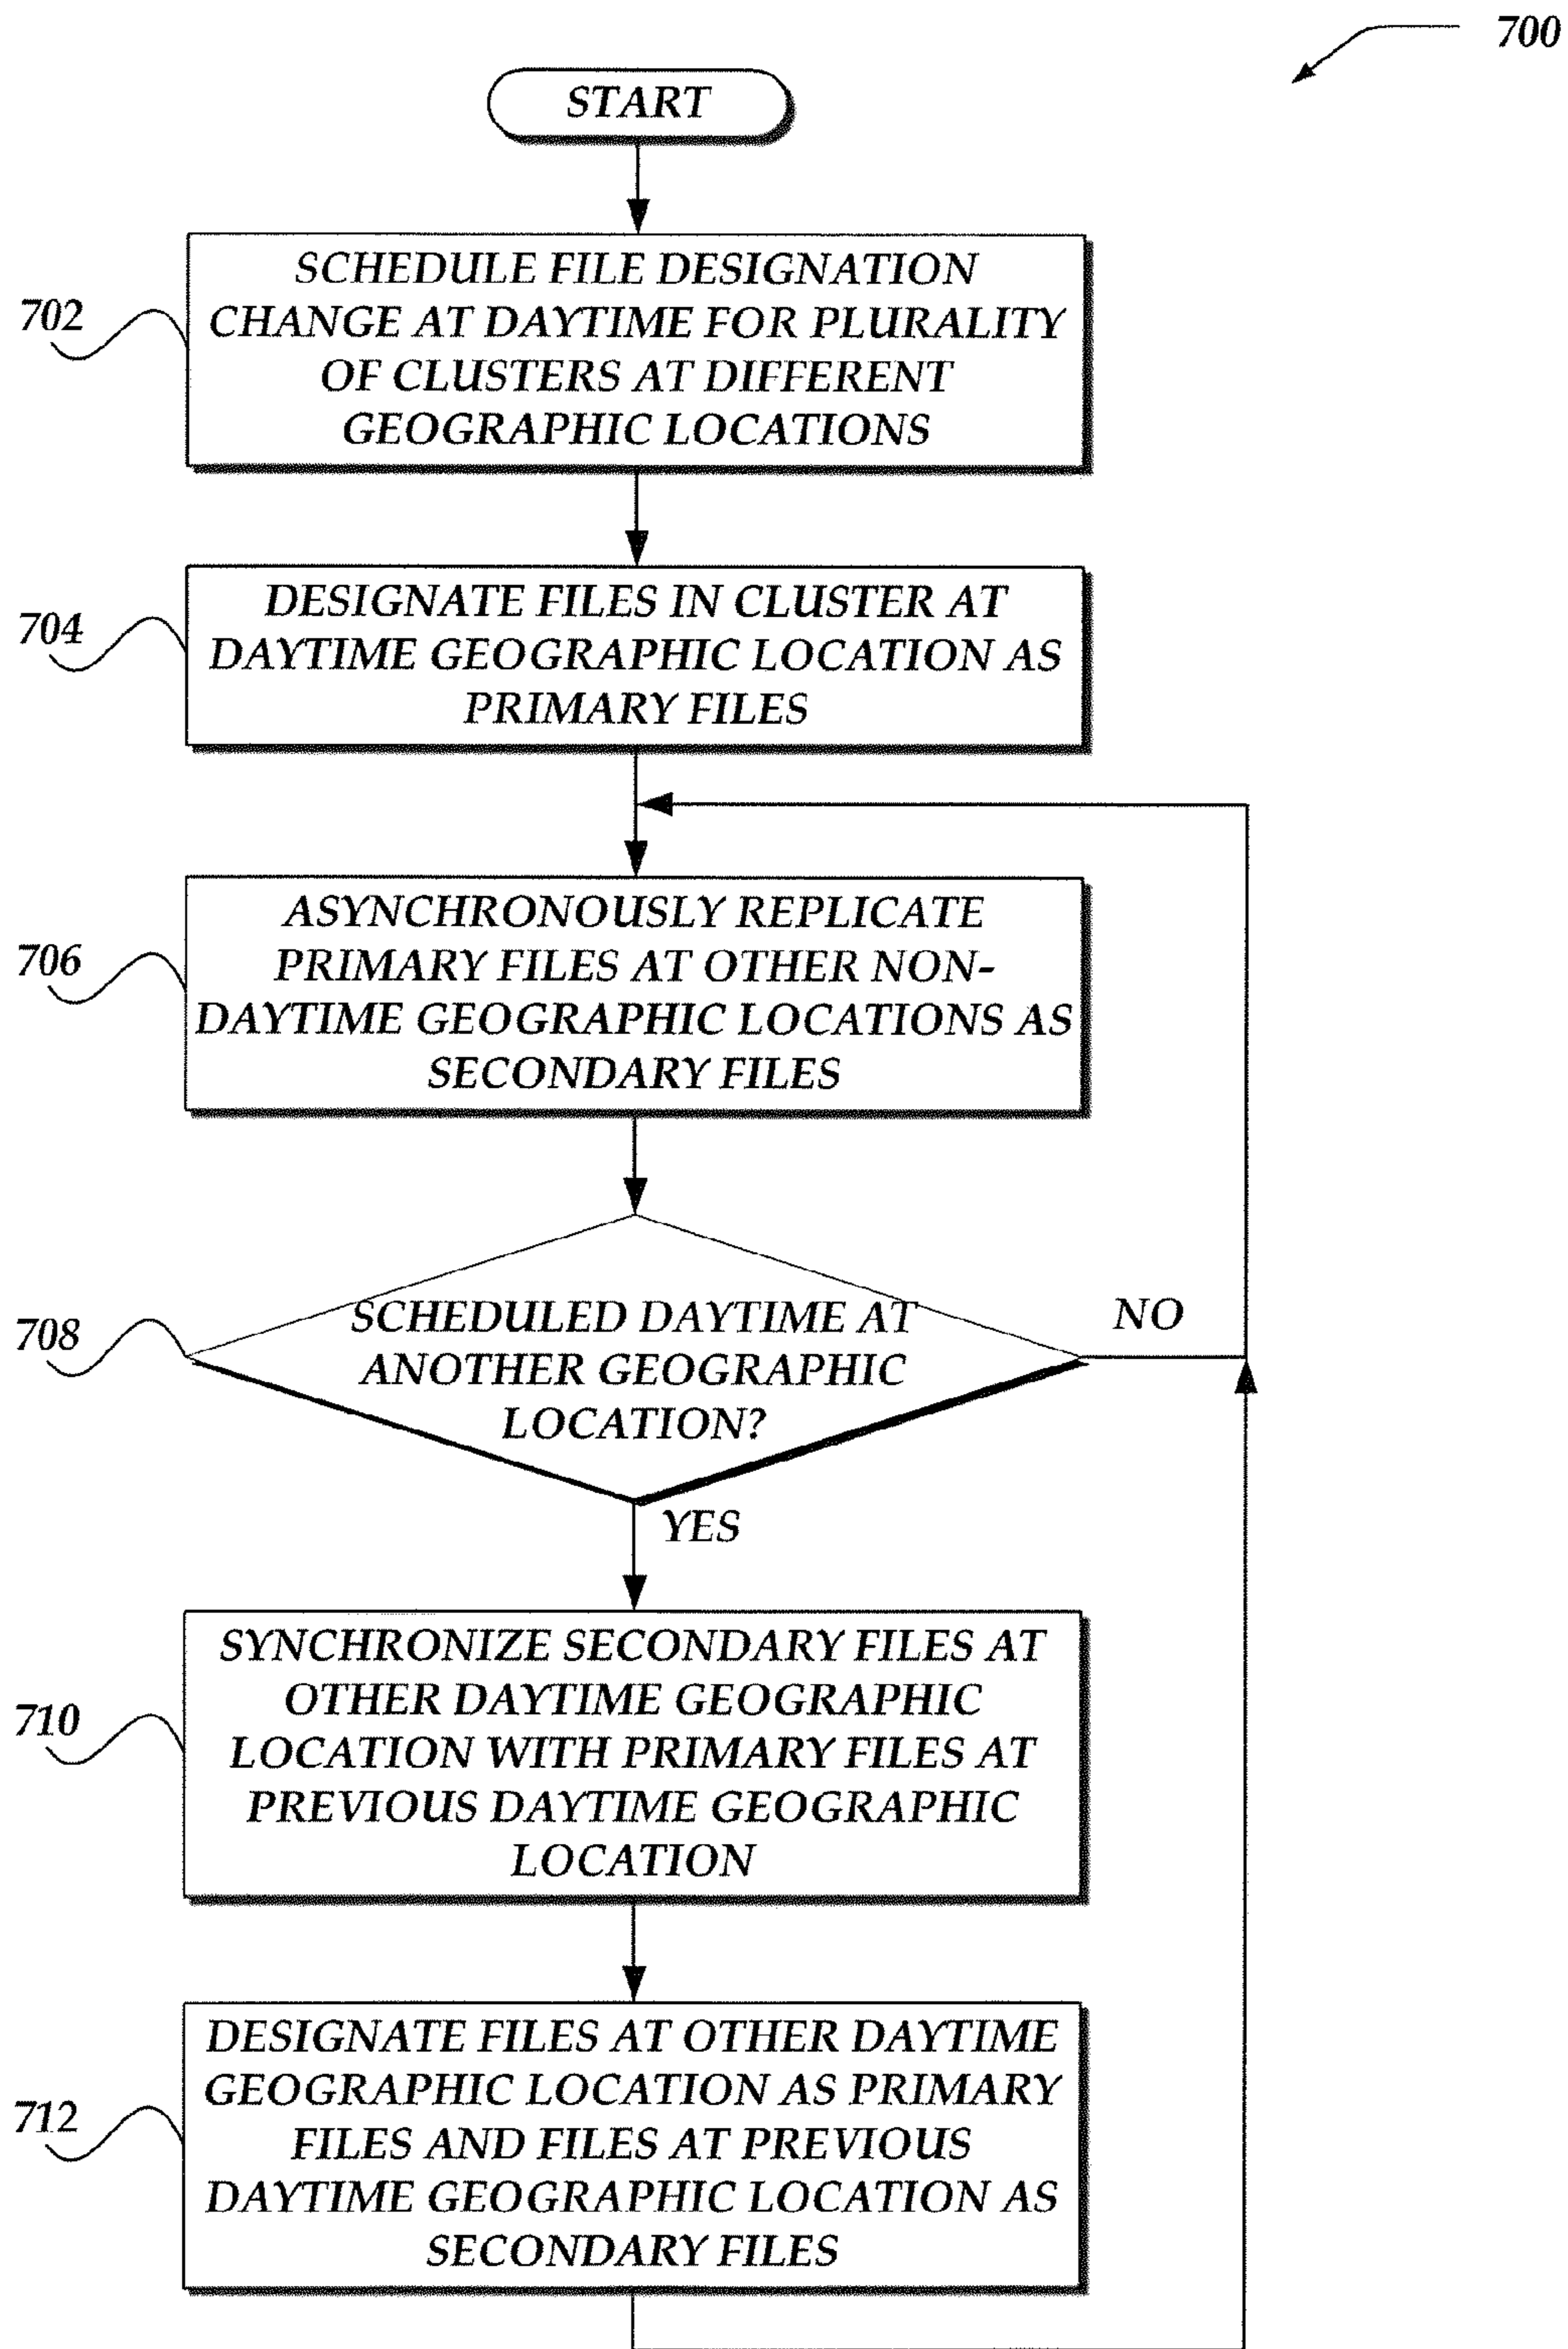 700
START
702
SCHEDULE FILE DESIGNATION
CHANGE AT DAYTIME FOR PLURALITY
OF CLUSTERS AT DIFFERENT
GEOGRAPHIC LOCATIONS
704
DESIGNATE FILES IN CLUSTER AT
DAYTIME GEOGRAPHIC LOCATION AS
PRIMARY FILES
706
ASYNCHRONOUSLY REPLICATE
PRIMARY FILES AT OTHER NON-
DAYTIME GEOGRAPHIC LOCATIONS AS
SECONDARY FILES
708
SCHEDULED DAYTIME AT
ANOTHER GEOGRAPHIC
LOCATION?
NO
YES
710
SYNCHRONIZE SECONDARY FILES AT
OTHER DAYTIME GEOGRAPHIC
LOCATION WITH PRIMARY FILES AT
PREVIOUS DAYTIME GEOGRAPHIC
LOCATION
712
DESIGNATE FILES AT OTHER DAYTIME
GEOGRAPHIC LOCATION AS PRIMARY
FILES AND FILES AT PREVIOUS
DAYTIME GEOGRAPHIC LOCATION AS
SECONDARY FILES